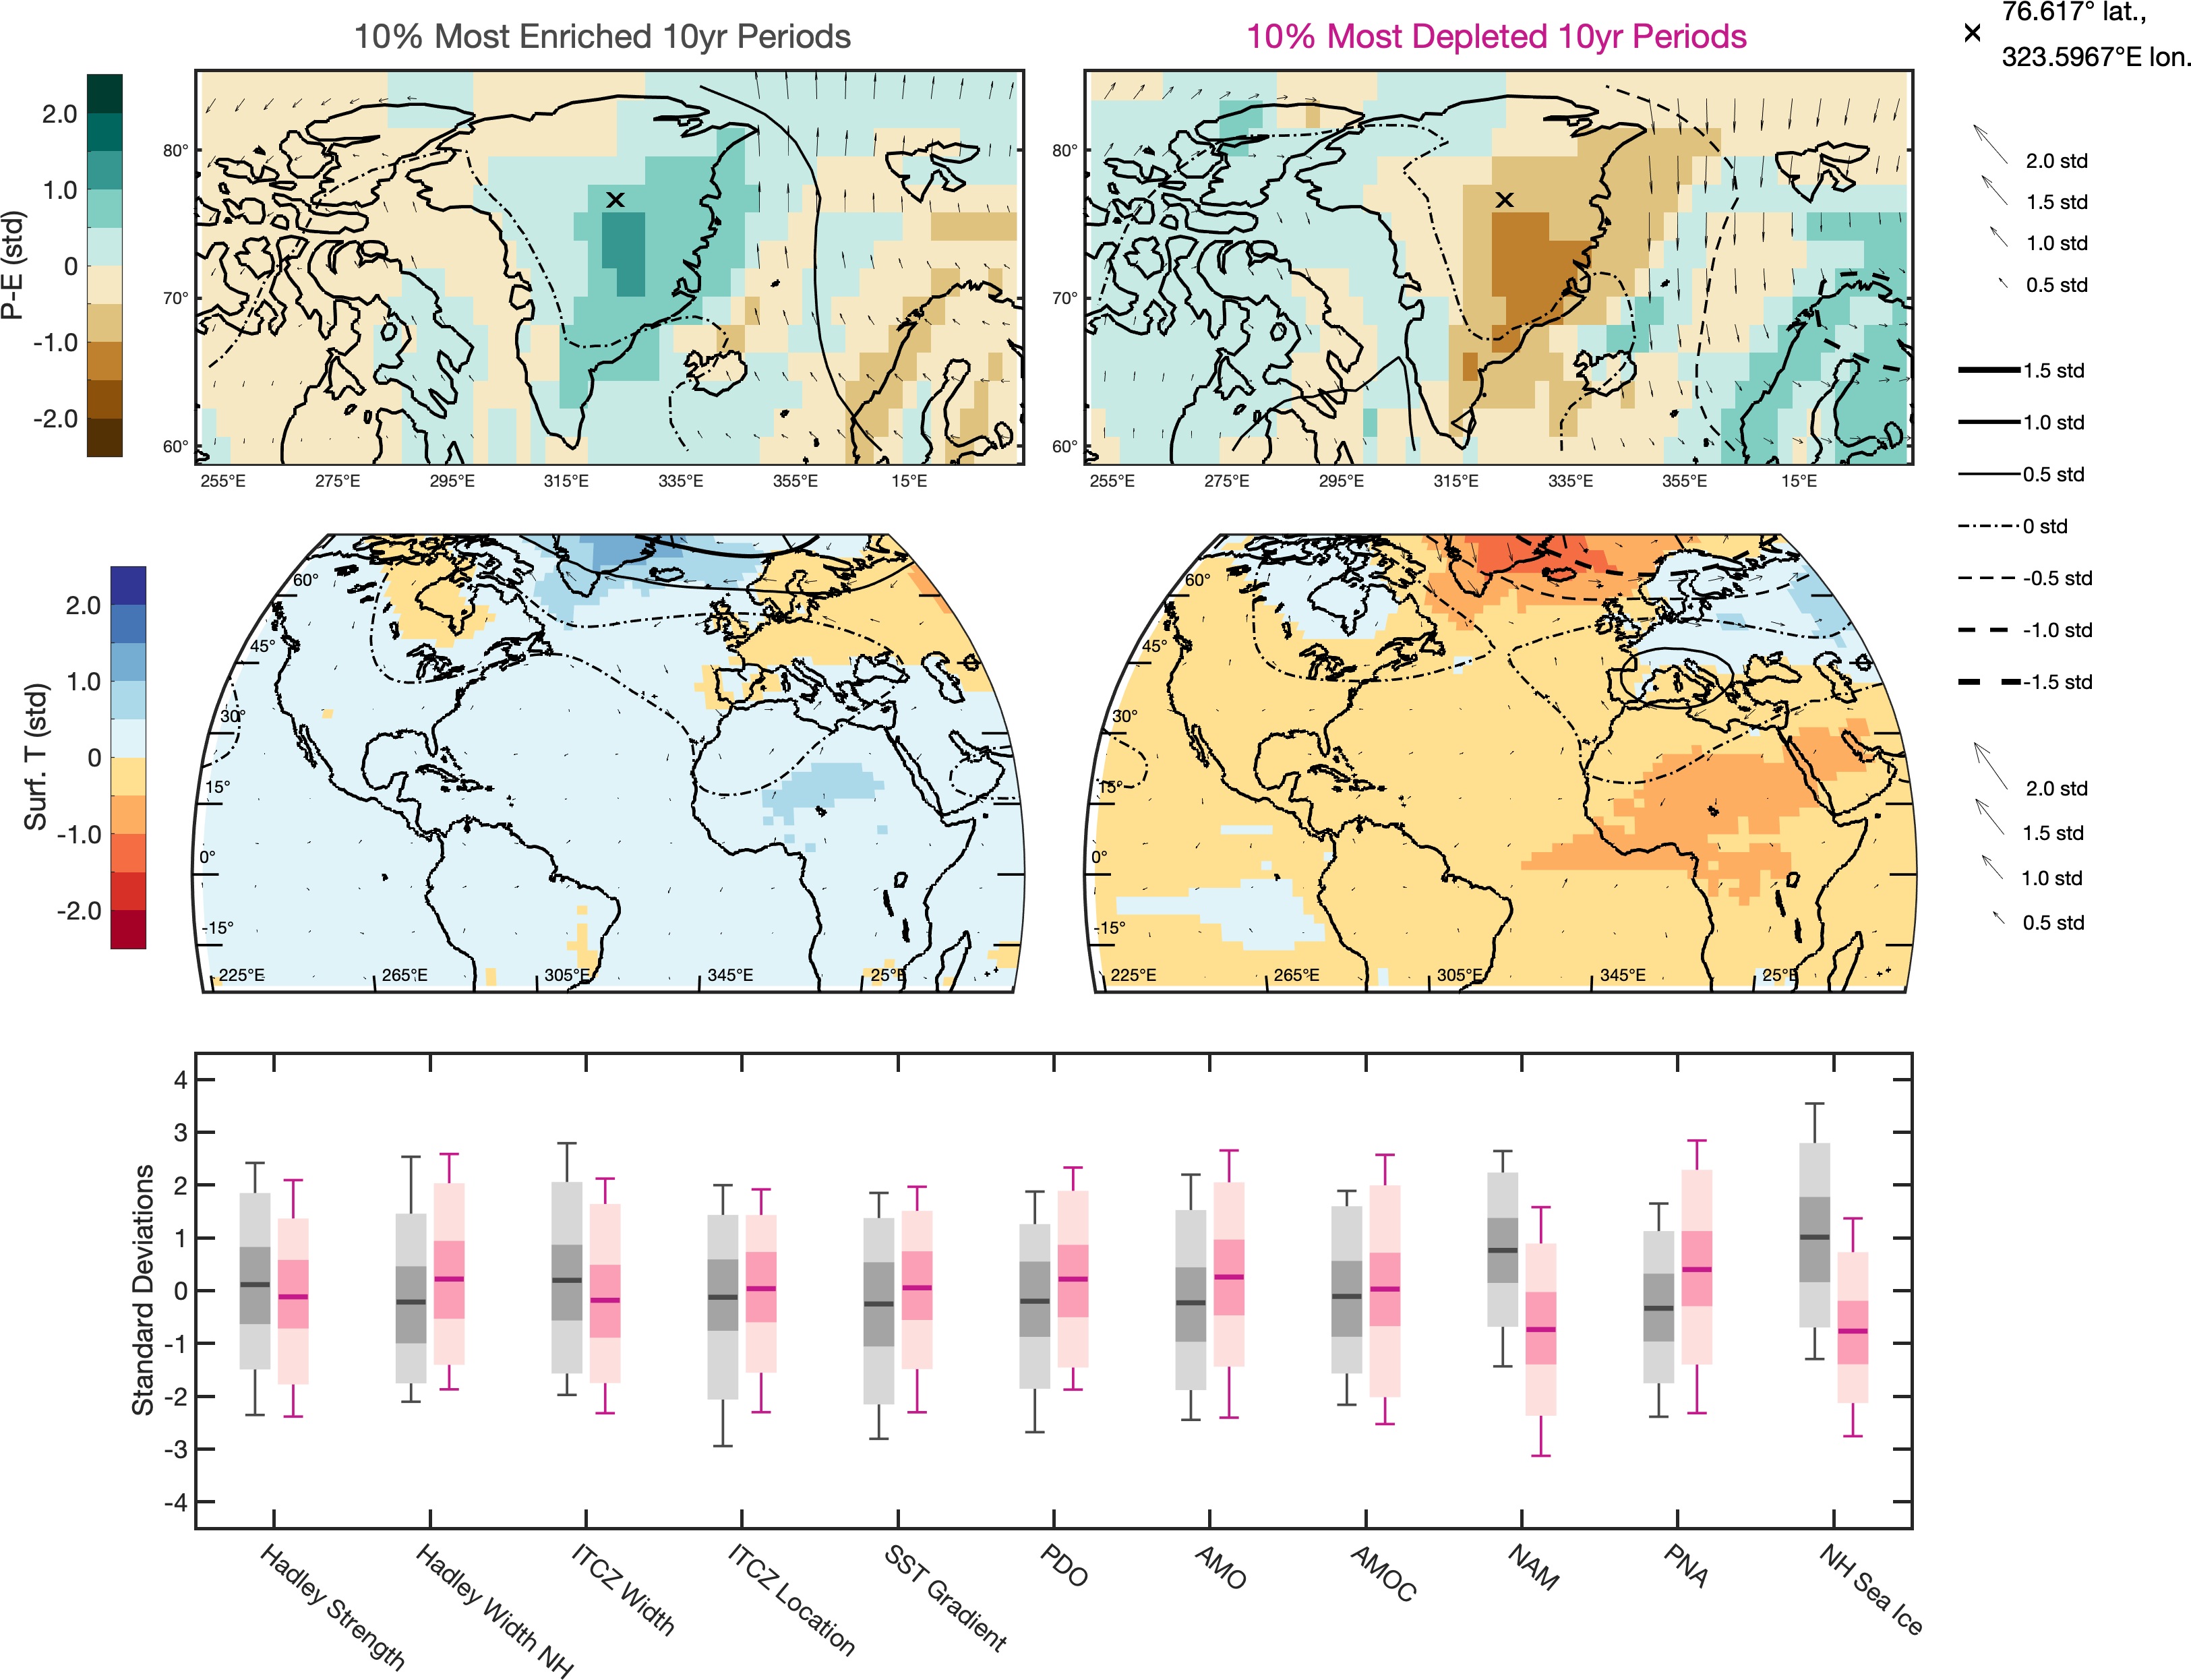 10% Most Enriched 10yr Periods
10% Most Depleted 10yr Periods
76.617° lat.,
323.5967°E lon.
P-E (std)
2.0
1.0
0
-1.0
-2.0
80°
70°
60°
255°E 275°E 295°E 315°E 335°E 355°E 15°E
80°
70°
60°
255°E 275°E 295°E 315°E 335°E 355°E 15°E
2.0 std
1.5 std
1.0 std
0.5 std
1.5 std
1.0 std
0.5 std
0 std
-0.5 std
-1.0 std
-1.5 std
Surf. T (std)
2.0
1.0
0
-1.0
-2.0
60°
45°
30°
15°
0°
-15°
225°E 265°E 305°E 345°E 25°E
60°
45°
30°
15°
0°
-15°
225°E 265°E 305°E 345°E 25°E
2.0 std
1.5 std
1.0 std
0.5 std
Standard Deviations
4
3
2
1
0
-1
-2
-3
-4
Hadley Strength
Hadley Width NH
ITCZ Width
ITCZ Location
SST Gradient
PDO
AMO
AMOC
NAM
PNA
NH Sea Ice